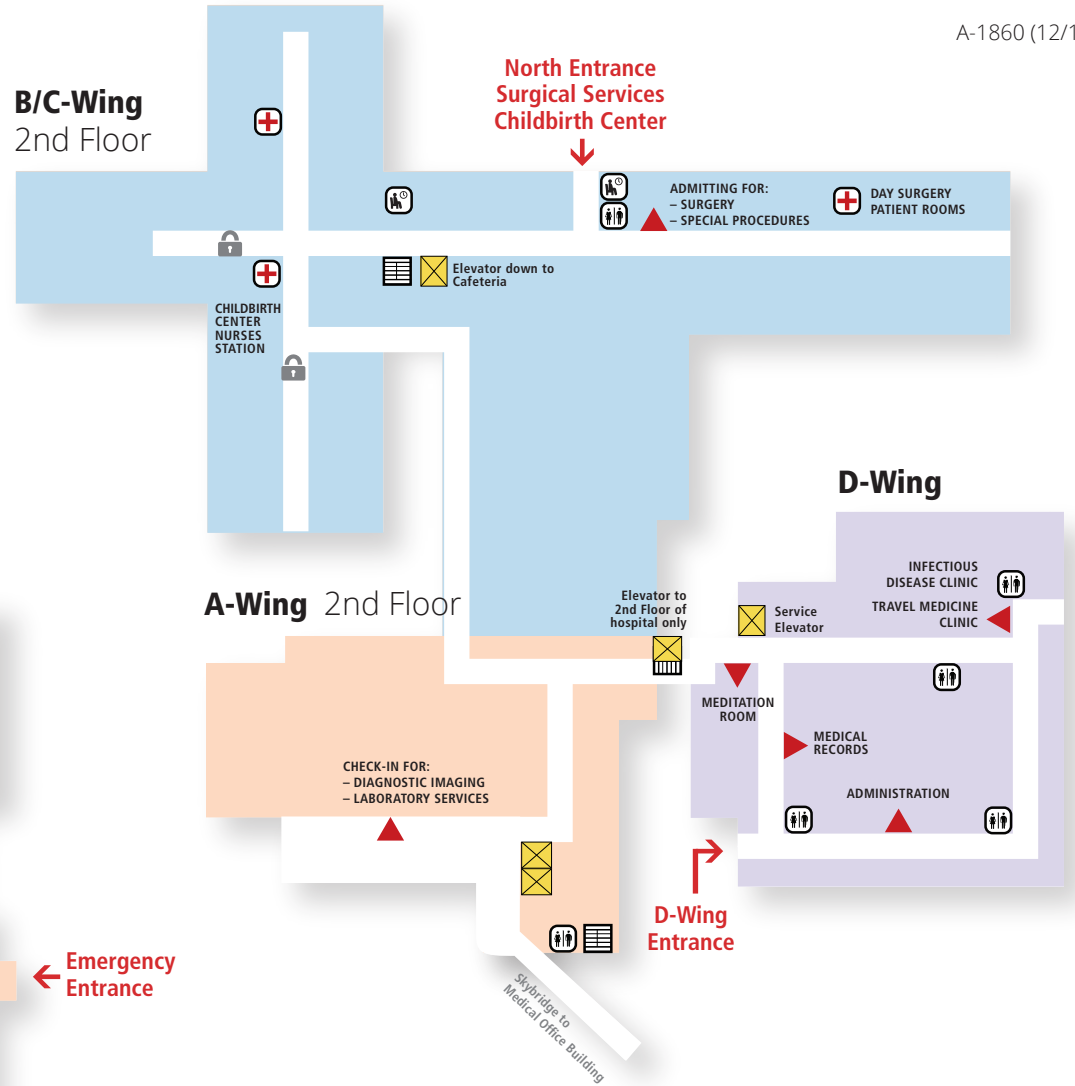 A-1860 (12/1
North Entrance
Surgical Services
Childbirth Center
B/C-Wing
2nd Floor
ADMITTING FOR:
– SURGERY
– SPECIAL PROCEDURES
DAY SURGERY
PATIENT ROOMS
Elevator down to
Cafeteria
CHILDBIRTH
CENTER
NURSES
STATION
D-Wing
INFECTIOUS
DISEASE CLINIC
TRAVEL MEDICINE
CLINIC
A-Wing 2nd Floor
Elevator to
2nd Floor of
hospital only
Service
Elevator
MEDITATION
ROOM
MEDICAL
RECORDS
CHECK-IN FOR:
– DIAGNOSTIC IMAGING
– LABORATORY SERVICES
ADMINISTRATION
D-Wing
Entrance
Emergency
Entrance
Skybridge to
Medical Office Building